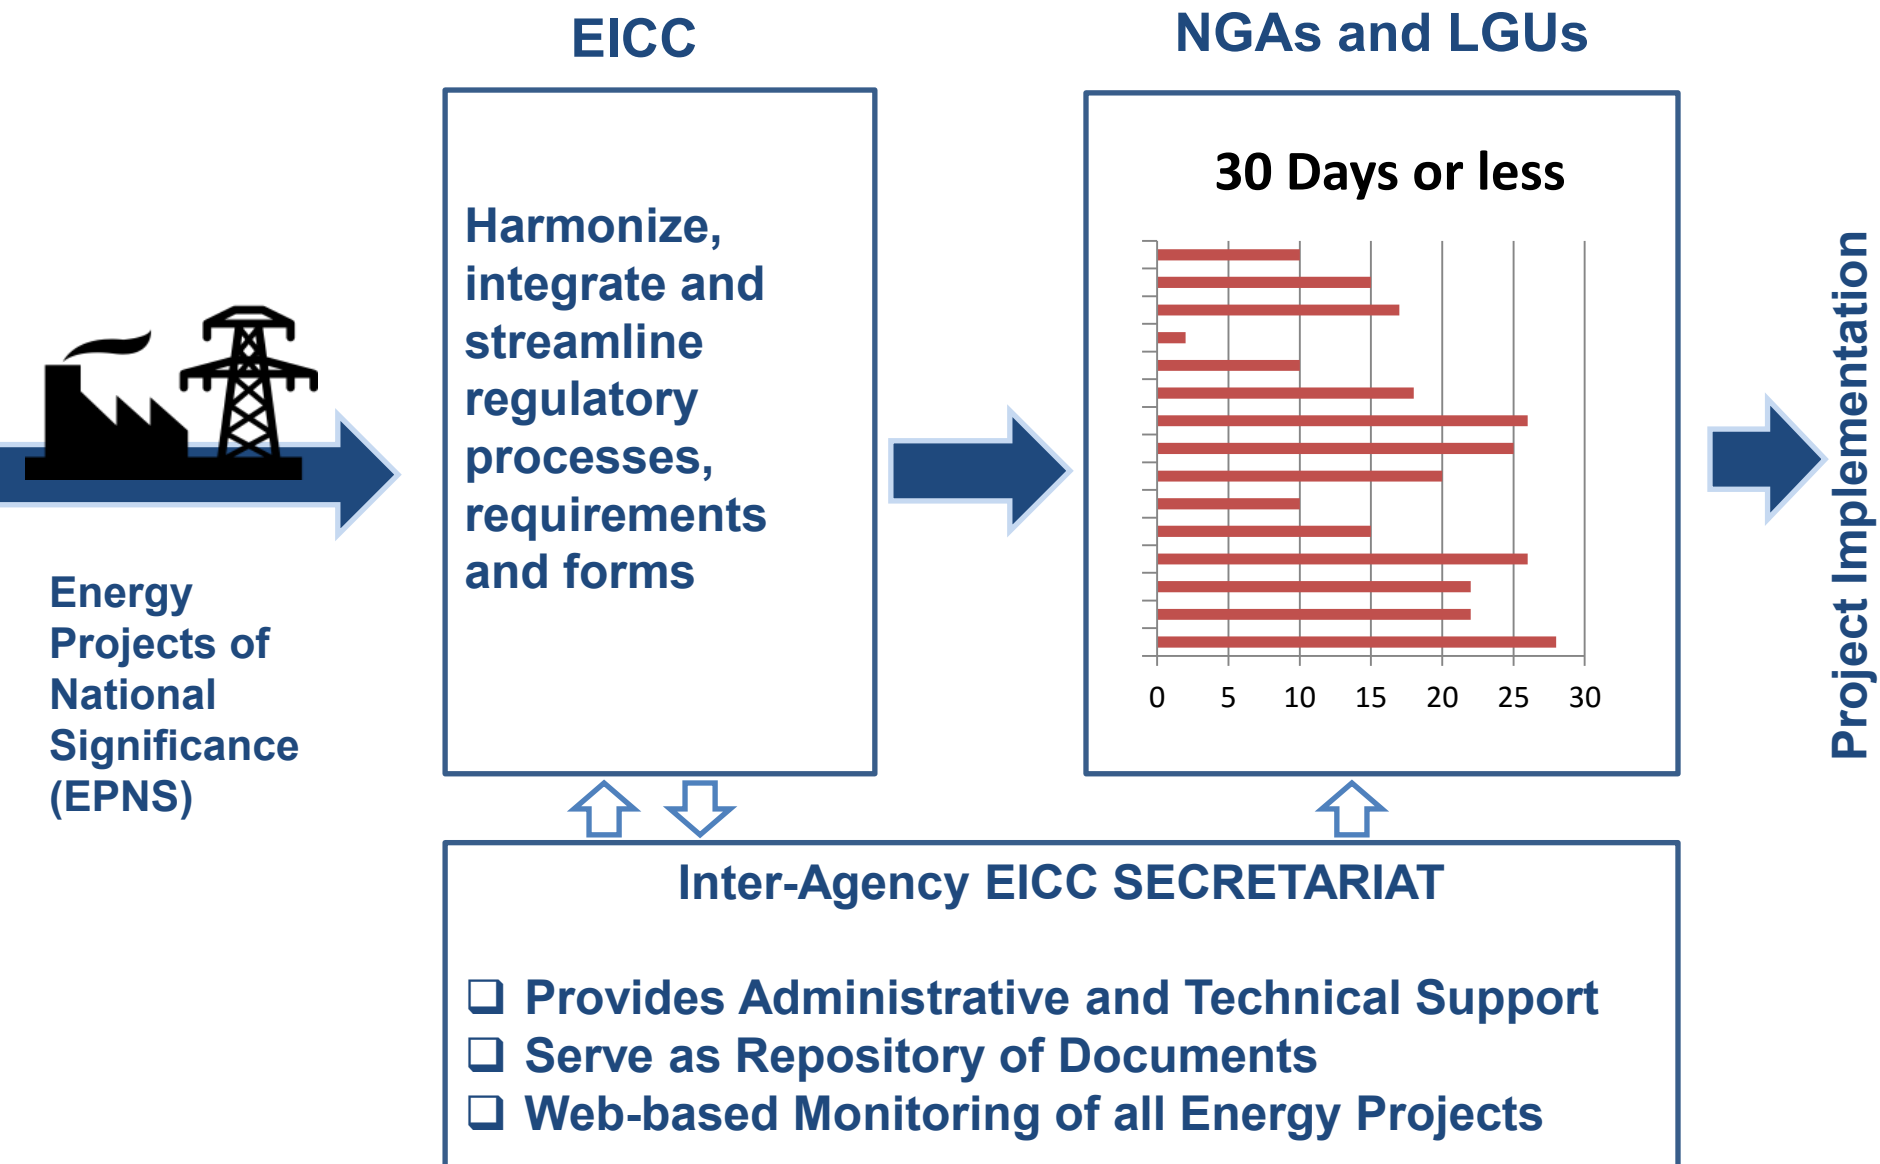 EICC
NGAs and LGUs
Harmonize,
integrate and
streamline
regulatory
processes,
requirements
and forms
30 Days or less
0 5 10 15 20 25 30
Energy
Projects of
National
Significance
(EPNS)
Project Implementation
Inter-Agency EICC SECRETARIAT
❑ Provides Administrative and Technical Support
❑ Serve as Repository of Documents
❑ Web-based Monitoring of all Energy Projects